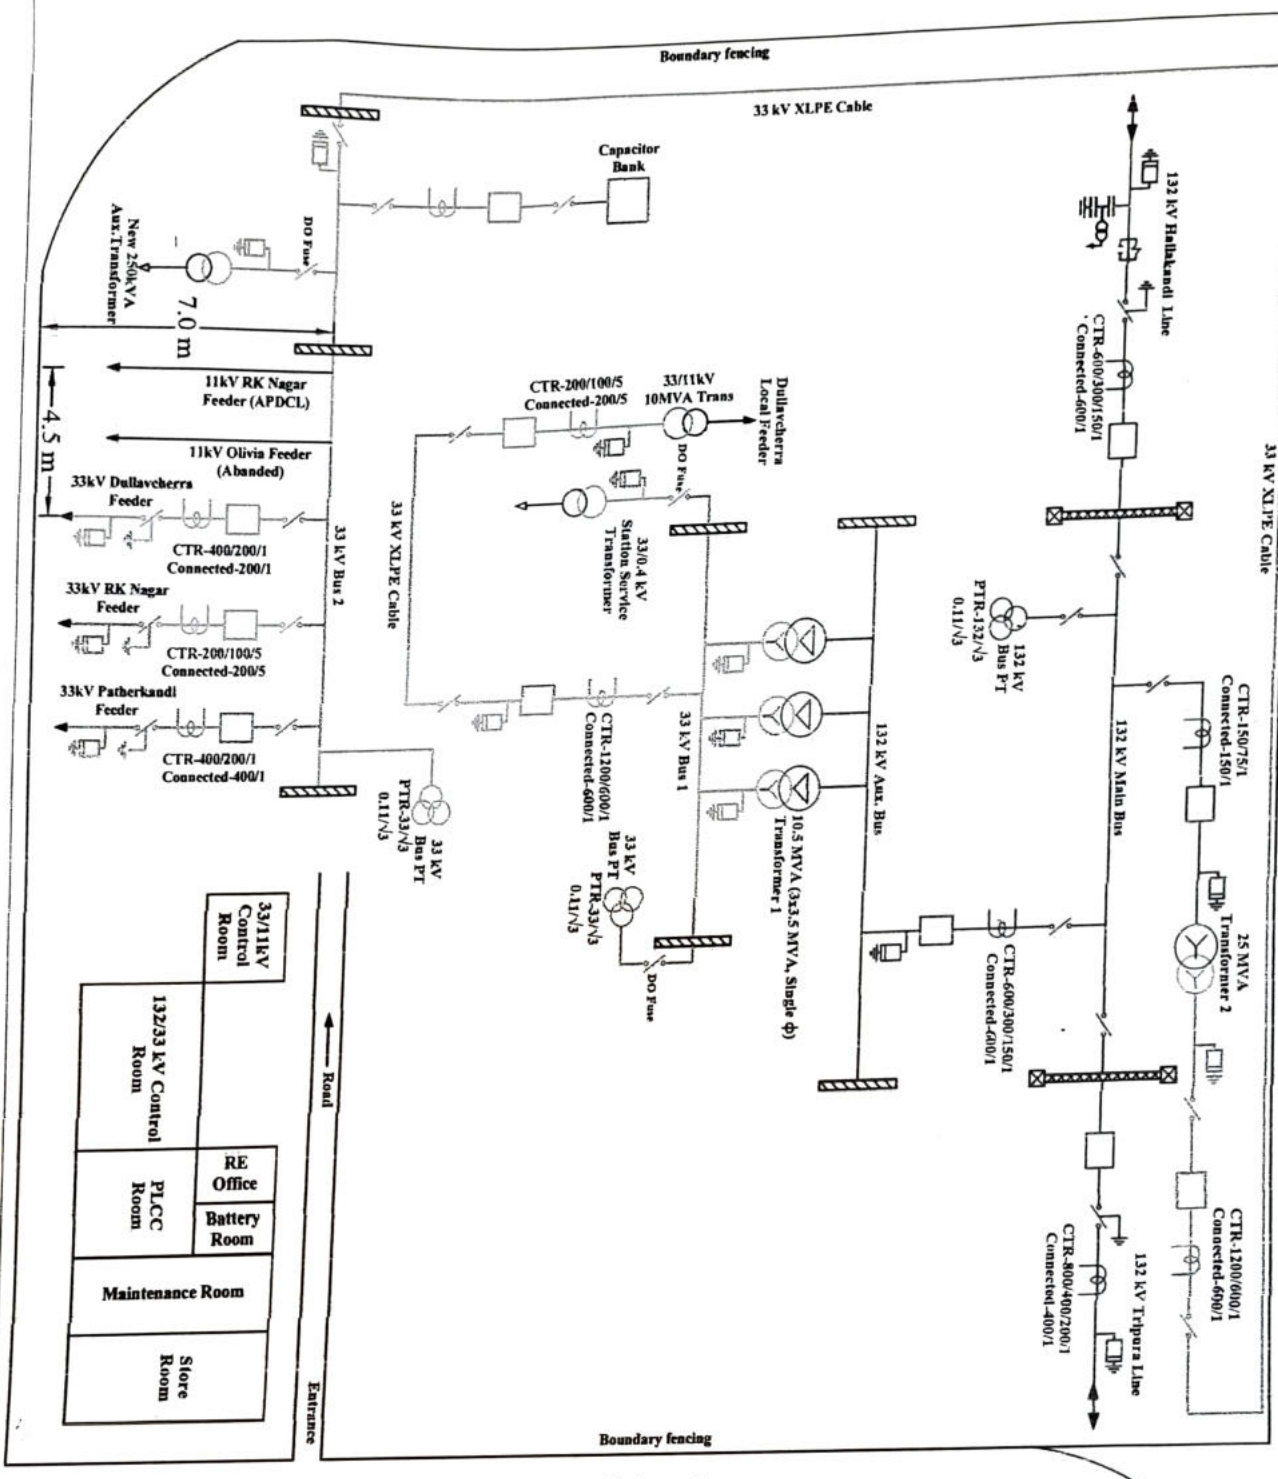 Boundary fencing
33 kV XLPE Cable
Capacitor
Bank
132 kV Hailakandi Line
DO Fuse
New 250kVA
Aux.Transformer
7.0 m
CTR-600/300/150/1
Connected-600/1
11kV RK Nagar
Feeder (APDCL)
4.5 m
11kV Olivia Feeder
(Abanded)
CTR-200/100/5
Connected-200/5
33/11kV
10MVA Trans
Dullavcherra
Local Feeder
DO Fuse
33 kV XLPE Cable
33kV Dullavcherra
Feeder
CTR-400/200/1
Connected-200/1
33 kV Bus 2
33 kV XLPE Cable
33/0.4 kV
Station Service
Transformer
33kV RK Nagar
Feeder
CTR-200/100/5
Connected-200/5
132 kV
Bus PT
PTR-132/√3
0.11/√3
33kV Patherkandi
Feeder
CTR-400/200/1
Connected-400/1
CTR-1200/600/1
Connected-600/1
33 kV Bus 1
132 kV Aux. Bus
132 kV Main Bus
CTR-150/75/1
Connected-150/1
33 kV
Bus PT
PTR-33/√3
0.11/√3
33 kV
Bus PT
PTR-33/√3
0.11/√3
10.5 MVA (3x3.5 MVA, Single ф)
Transformer 1
DO Fuse
25 MVA
Transformer 2
CTR-600/300/150/1
Connected-600/1
33/11kV
Control
Room
132/33 kV Control
Room
Road
RE
Office
PLCC
Room
Battery
Room
Maintenance Room
Store
Room
Entrance
CTR-800/400/200/1
Connected-400/1
132 kV Tripura Line
CTR-1200/600/1
Connected-600/1
Boundary fencing